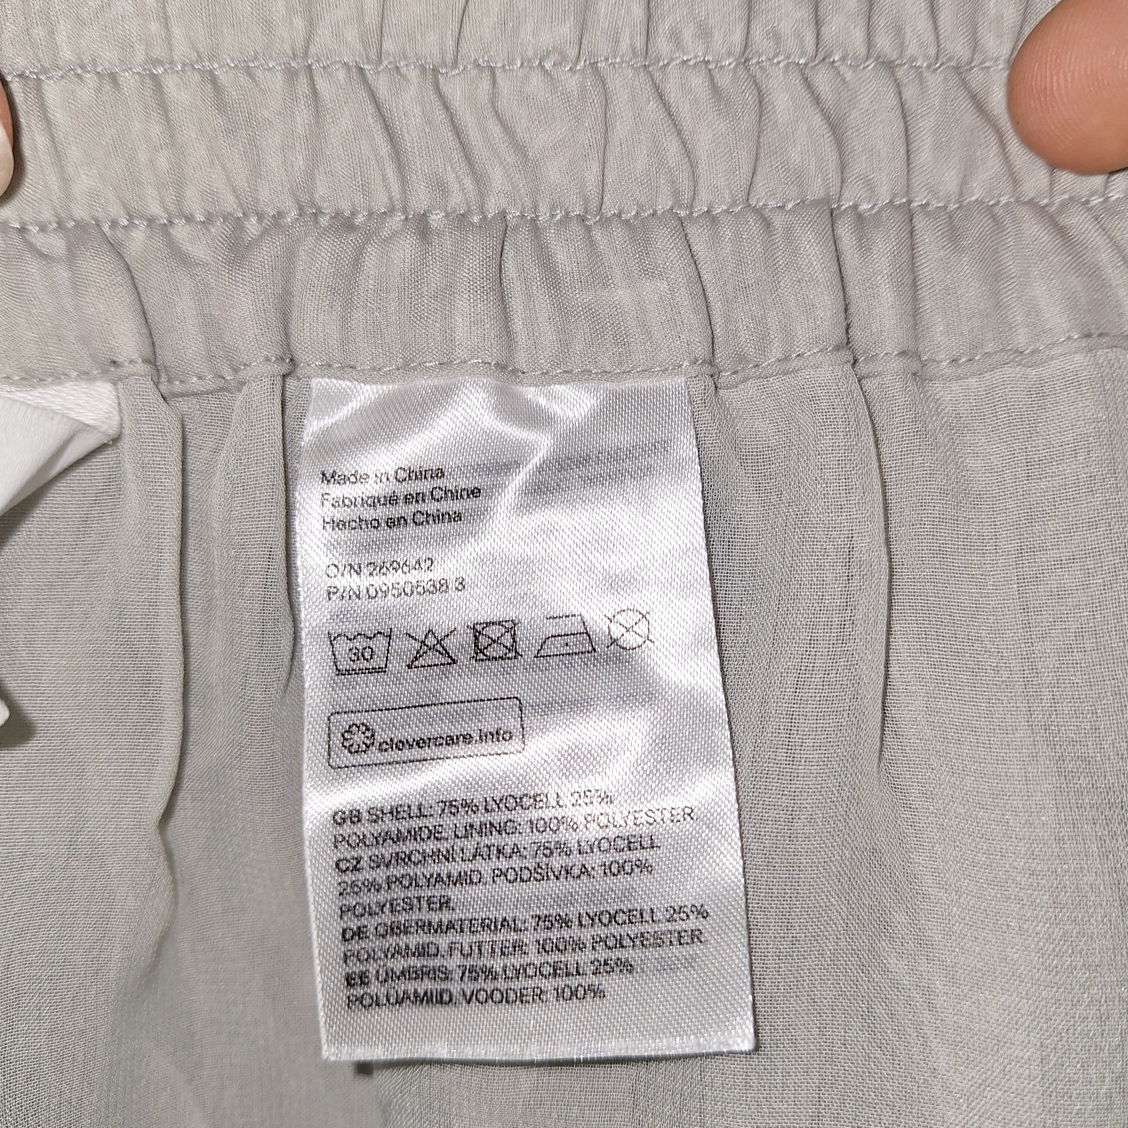 Made in China
Fabriqué en Chine
Hecho en China
O/N 269642
P/N 0950538 3
30
clevercare.info
GB SHELL: 75% LYOCELL 25%
POLYAMIDE. LINING: 100% POLYESTER
CZ SVRCHNÍ LÁTKA: 75% LYOCELL
25% POLYAMID. PODŠÍVKA: 100%
POLYESTER.
DE OBERMATERIAL: 75% LYOCELL 25%
POLYAMID. FUTTER: 100% POLYESTER
EE ÜMBRIS: 75% LYOCELL 25%
POLÜAMIID. VOODER: 100%